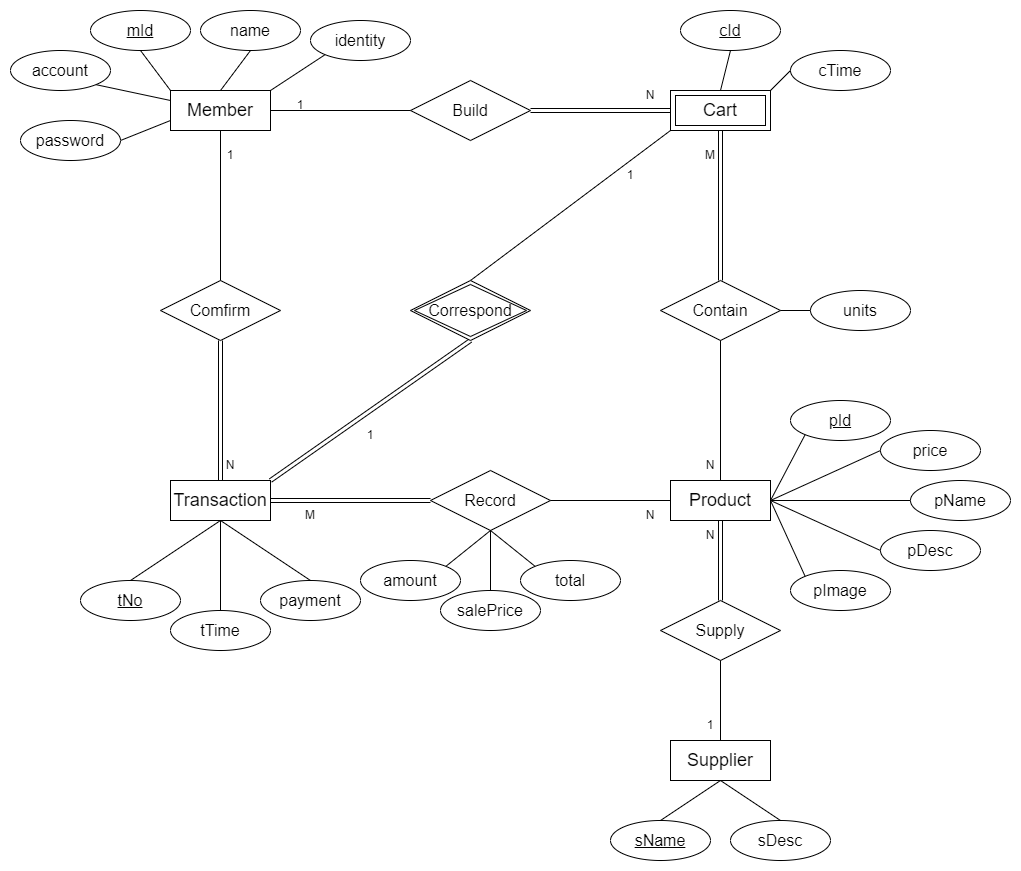 mId
name
identity
cId
account
cTime
Member
1
Build
N
Cart
password
1
M
1
Comfirm
Correspond
Contain
units
pId
1
price
N
N
Transaction
M
Record
N
Product
pName
N
pDesc
amount
total
pImage
tNo
payment
salePrice
tTime
Supply
1
Supplier
sName
sDesc